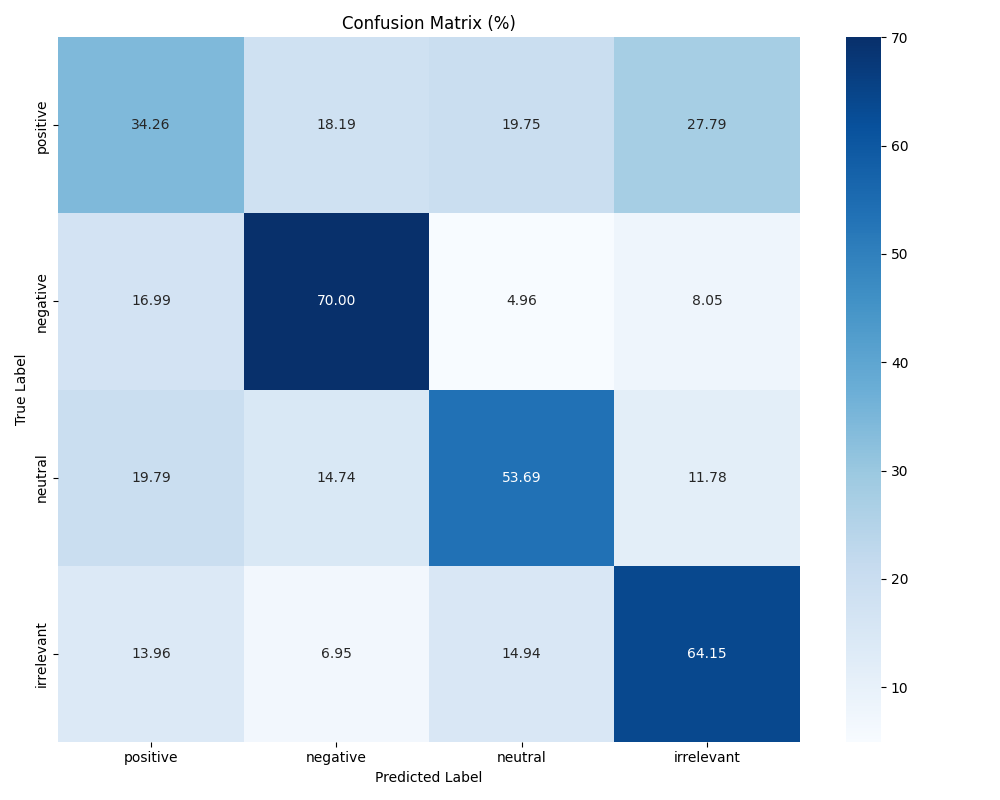 Confusion Matrix (%)
positive 34.26 18.19 19.75 27.79
negative 16.99 70.00 4.96 8.05
neutral 19.79 14.74 53.69 11.78
irrelevant 13.96 6.95 14.94 64.15
positive negative neutral irrelevant
Predicted Label
True Label
70
60
50
40
30
20
10